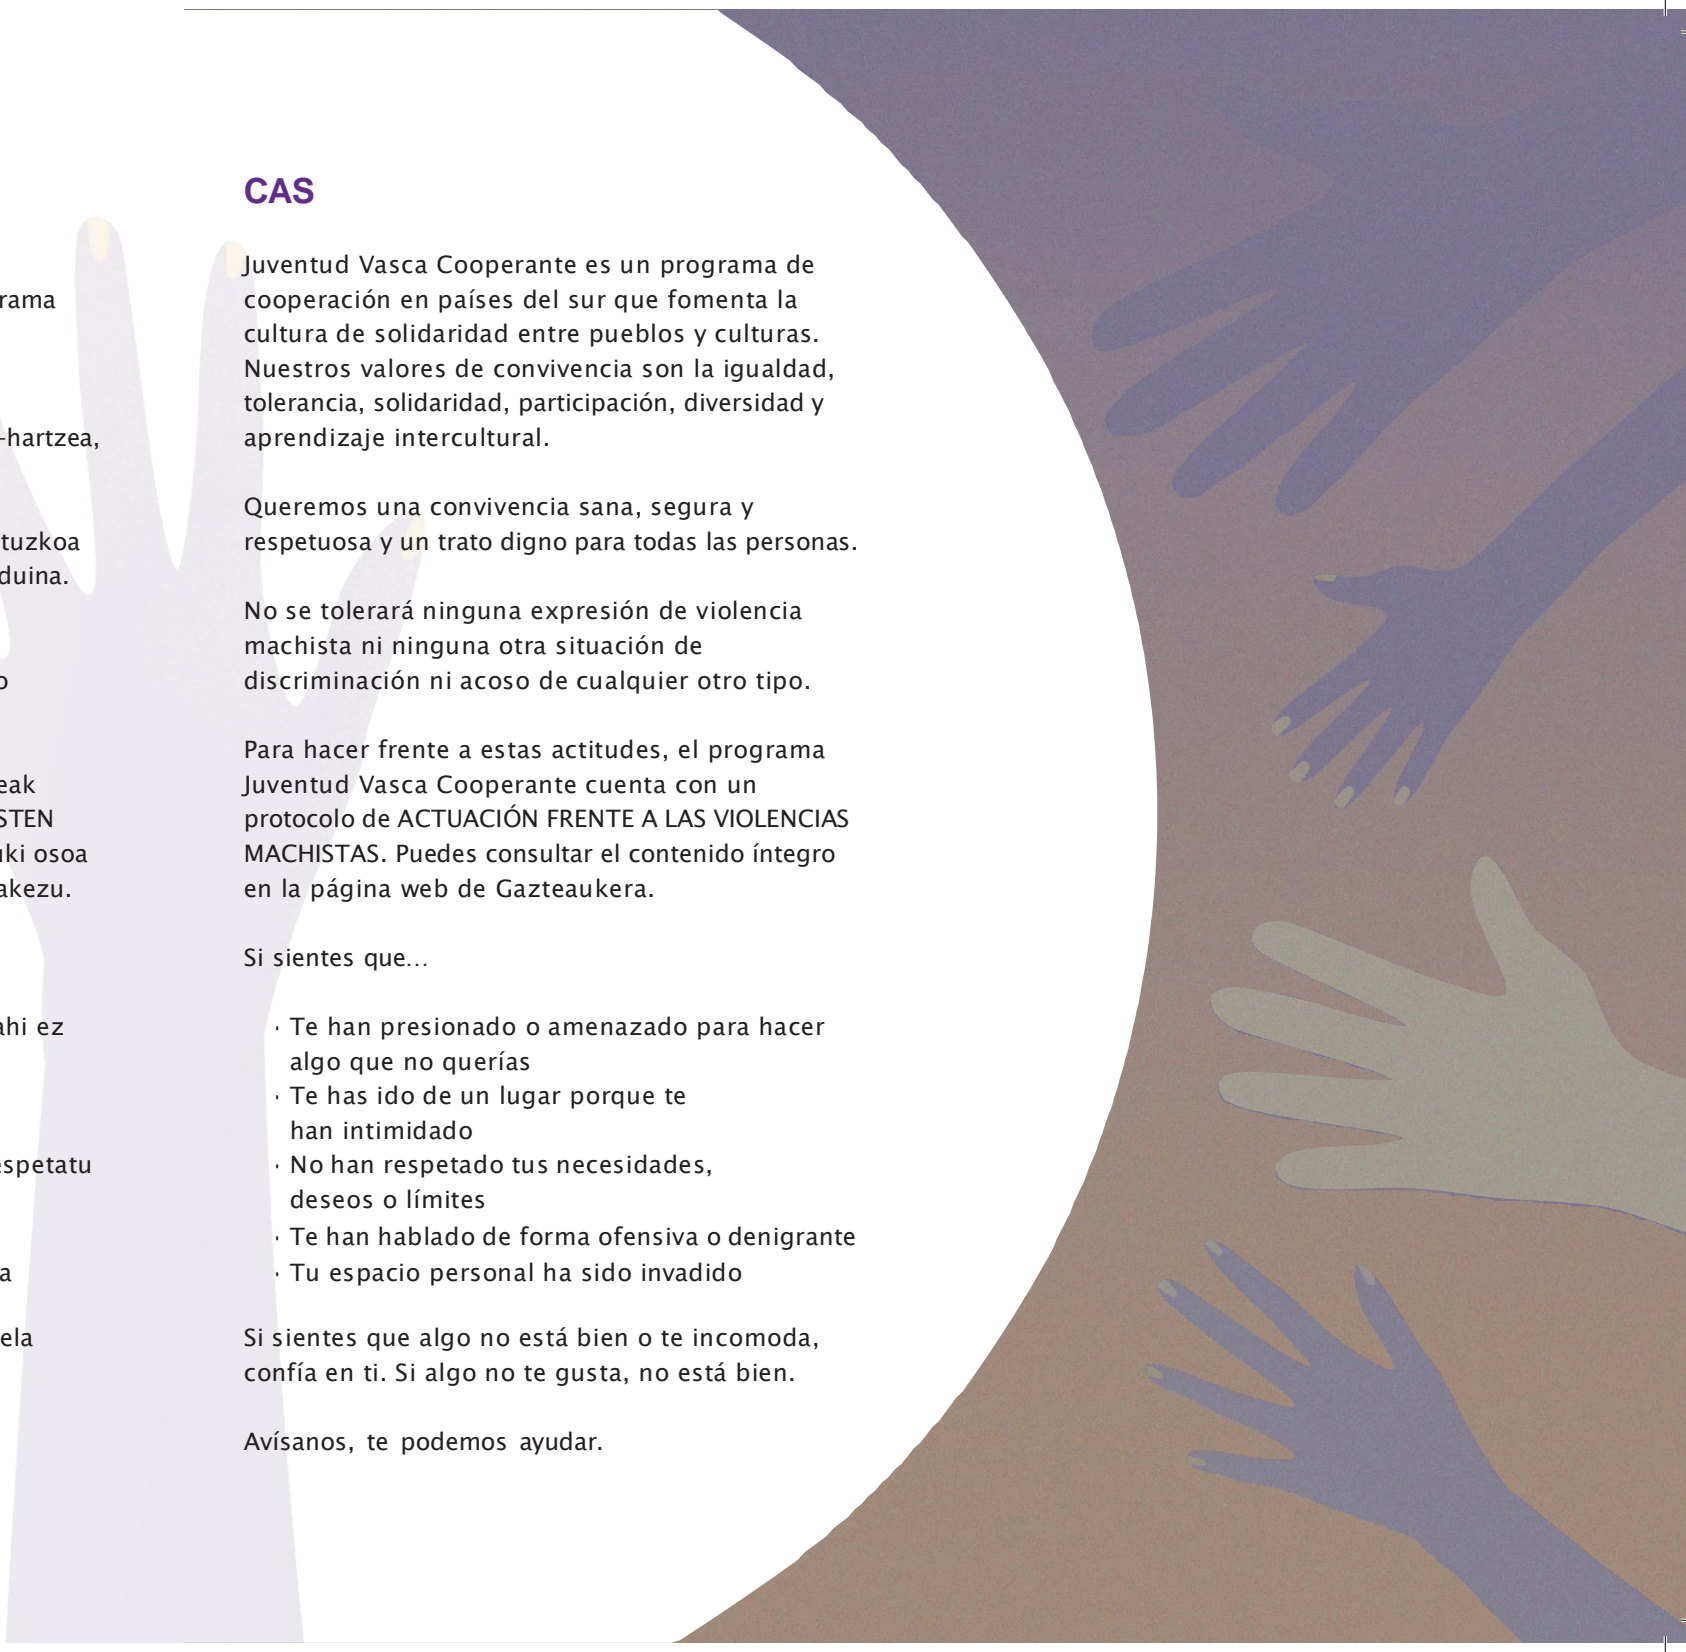 rama
-hartzea,
tuzkoa
duina.
o
eak
STEN
uki osoa
akezu.
ahi ez
espetatu
a
ela
CAS
Juventud Vasca Cooperante es un programa de
cooperación en países del sur que fomenta la
cultura de solidaridad entre pueblos y culturas.
Nuestros valores de convivencia son la igualdad,
tolerancia, solidaridad, participación, diversidad y
aprendizaje intercultural.
Queremos una convivencia sana, segura y
respetuosa y un trato digno para todas las personas.
No se tolerará ninguna expresión de violencia
machista ni ninguna otra situación de
discriminación ni acoso de cualquier otro tipo.
Para hacer frente a estas actitudes, el programa
Juventud Vasca Cooperante cuenta con un
protocolo de ACTUACIÓN FRENTE A LAS VIOLENCIAS
MACHISTAS. Puedes consultar el contenido íntegro
en la página web de Gazteaukera.
Si sientes que…
· Te han presionado o amenazado para hacer
algo que no querías
· Te has ido de un lugar porque te
han intimidado
· No han respetado tus necesidades,
deseos o límites
· Te han hablado de forma ofensiva o denigrante
· Tu espacio personal ha sido invadido
Si sientes que algo no está bien o te incomoda,
confía en ti. Si algo no te gusta, no está bien.
Avísanos, te podemos ayudar.